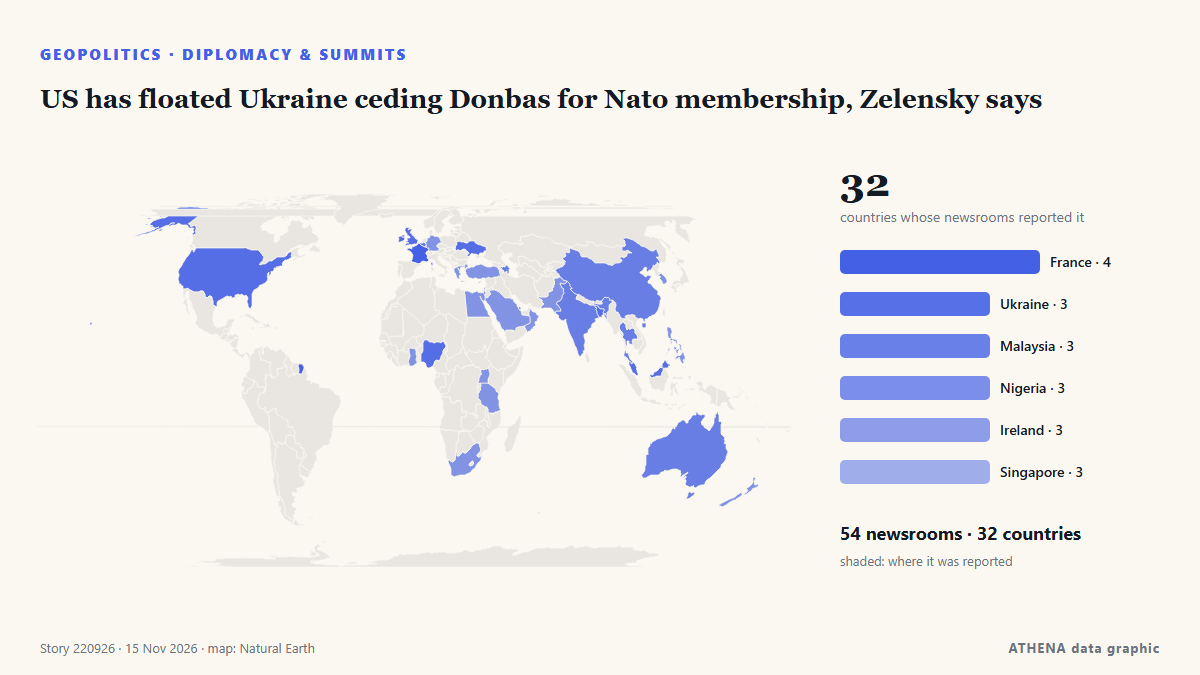 GEOPOLITICS · DIPLOMACY & SUMMITS
US has floated Ukraine ceding Donbas for Nato membership, Zelensky says
32
countries whose newsrooms reported it
France · 4
Ukraine · 3
Malaysia · 3
Nigeria · 3
Ireland · 3
Singapore · 3
54 newsrooms · 32 countries
shaded: where it was reported
Story 220926 · 15 Nov 2026 · map: Natural Earth
ATHENA data graphic